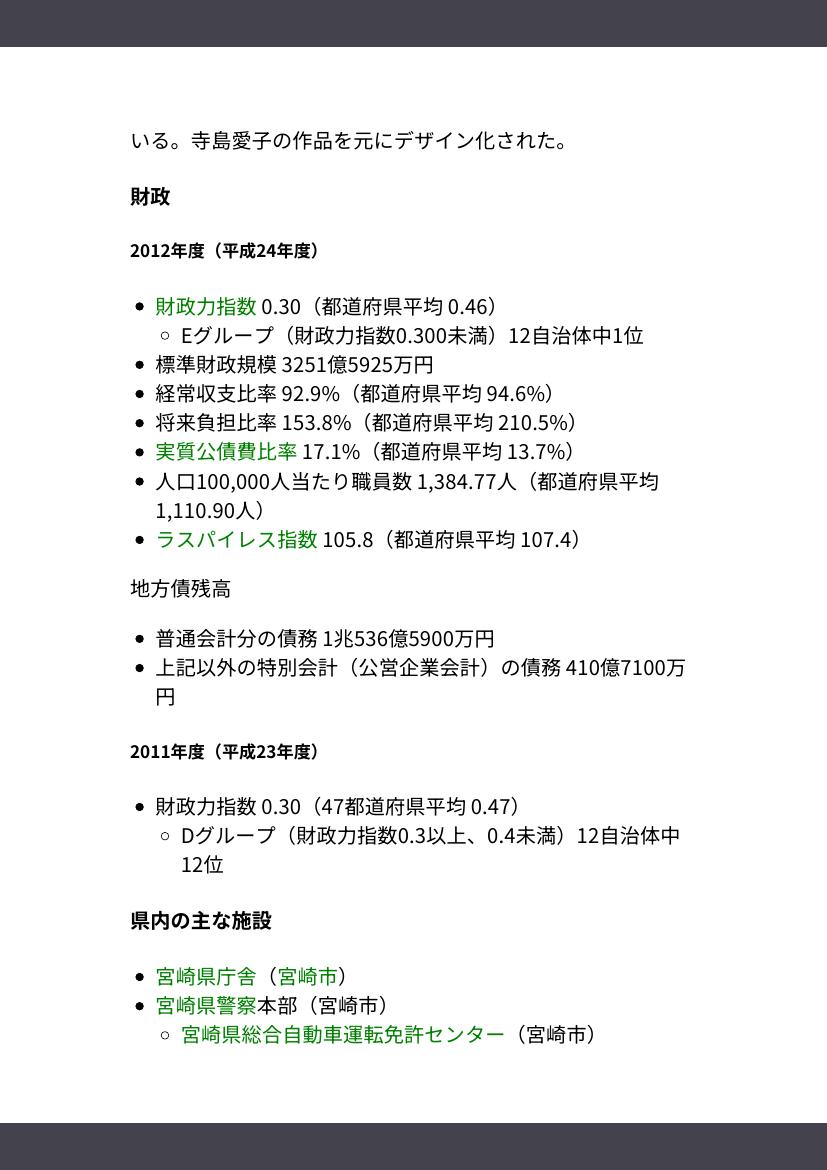 いる。寺島愛子の作品を元にデザイン化された。
財政
2012年度（平成24年度）
財政力指数 0.30（都道府県平均 0.46）
Eグループ（財政力指数0.300未満）12自治体中1位
標準財政規模 3251億5925万円
経常収支比率 92.9%（都道府県平均 94.6%）
将来負担比率 153.8%（都道府県平均 210.5%）
実質公債費比率 17.1%（都道府県平均 13.7%）
人口100,000人当たり職員数 1,384.77人（都道府県平均
1,110.90人）
ラスパイレス指数 105.8（都道府県平均 107.4）
地方債残高
普通会計分の債務 1兆536億5900万円
上記以外の特別会計（公営企業会計）の債務 410億7100万
円
2011年度（平成23年度）
財政力指数 0.30（47都道府県平均 0.47）
Dグループ（財政力指数0.3以上、0.4未満）12自治体中
12位
県内の主な施設
宮崎県庁舎（宮崎市）
宮崎県警察本部（宮崎市）
宮崎県総合自動車運転免許センター（宮崎市）